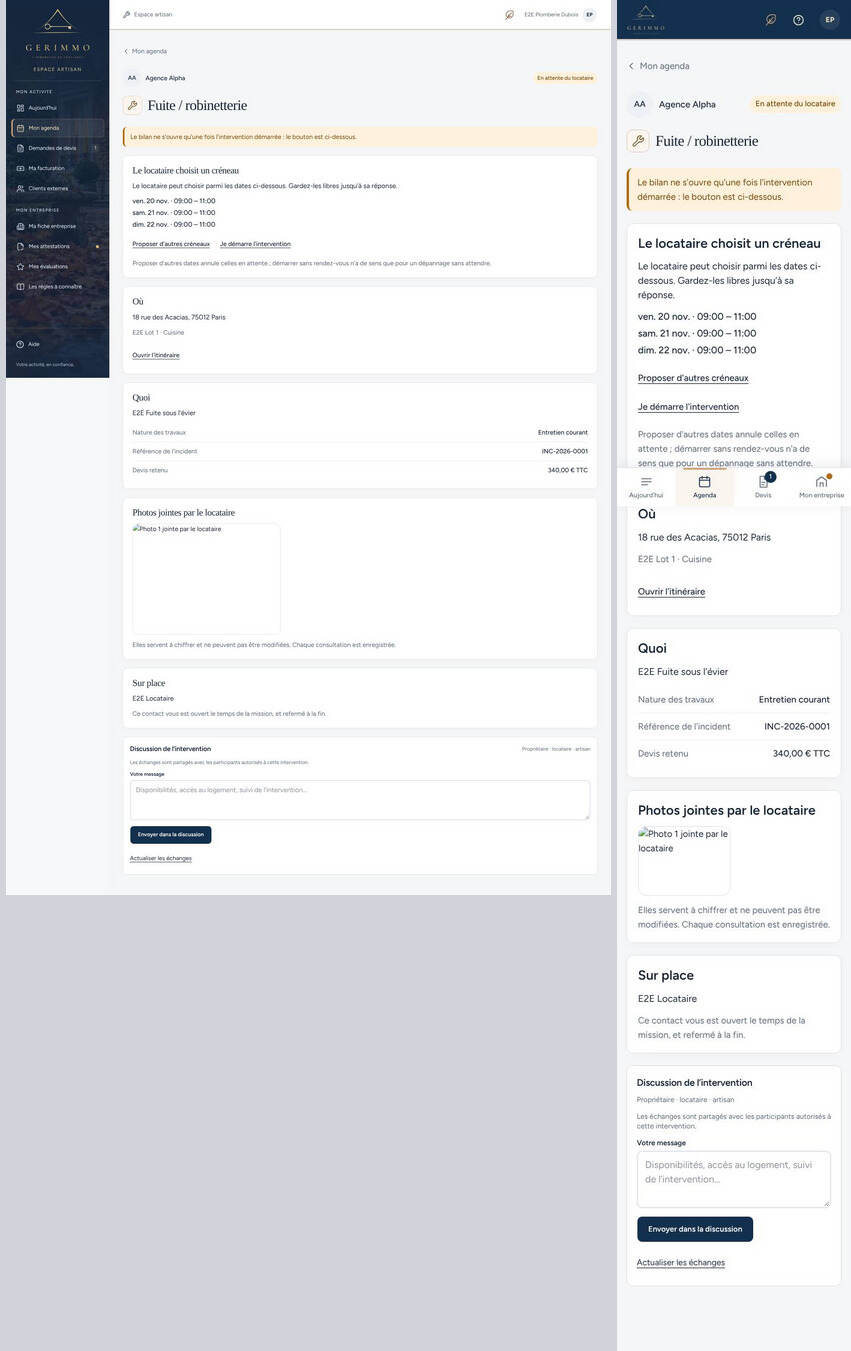 GERIMMO
ESPACE ARTISAN
MON ACTIVITÉ
Aujourd'hui
Mon agenda
Demandes de devis 1
Ma facturation
Clients externes
MON ENTREPRISE
Ma fiche entreprise
Mes attestations
Mes évaluations
Les règles à connaître
Aide
Votre activité, en confiance.
Espace artisan
E2E Plomberie Dubois EP
Mon agenda
AA Agence Alpha
En attente du locataire
Fuite / robinetterie
Le bilan ne s'ouvre qu'une fois l'intervention démarrée : le bouton est ci-dessous.
Le locataire choisit un créneau
Le locataire peut choisir parmi les dates ci-dessous. Gardez-les libres jusqu'à sa réponse.
ven. 20 nov. · 09:00 – 11:00
sam. 21 nov. · 09:00 – 11:00
dim. 22 nov. · 09:00 – 11:00
Proposer d'autres créneaux Je démarre l'intervention
Proposer d'autres dates annule celles en attente ; démarrer sans rendez-vous n'a de sens que pour un dépannage sans attendre.
Où
18 rue des Acacias, 75012 Paris
E2E Lot 1 · Cuisine
Ouvrir l'itinéraire
Quoi
E2E Fuite sous l'évier
Nature des travaux Entretien courant
Référence de l'incident INC-2026-0001
Devis retenu 340,00 € TTC
Photos jointes par le locataire
Photo 1 jointe par le locataire
Elles servent à chiffrer et ne peuvent pas être modifiées. Chaque consultation est enregistrée.
Sur place
E2E Locataire
Ce contact vous est ouvert le temps de la mission, et refermé à la fin.
Discussion de l'intervention
Propriétaire · locataire · artisan
Les échanges sont partagés avec les participants autorisés à cette intervention.
Votre message
Disponibilités, accès au logement, suivi de l'intervention…
Envoyer dans la discussion
Actualiser les échanges
GERIMMO
EP
Mon agenda
AA Agence Alpha
En attente du locataire
Fuite / robinetterie
Le bilan ne s'ouvre qu'une fois l'intervention
démarrée : le bouton est ci-dessous.
Le locataire choisit un créneau
Le locataire peut choisir parmi les dates ci-
dessous. Gardez-les libres jusqu'à sa
réponse.
ven. 20 nov. · 09:00 – 11:00
sam. 21 nov. · 09:00 – 11:00
dim. 22 nov. · 09:00 – 11:00
Proposer d'autres créneaux
Je démarre l'intervention
Proposer d'autres dates annule celles en
attente ; démarrer sans rendez-vous n'a de
sens que pour un dépannage sans attendre.
Aujourd'hui
Agenda
Devis 1
Mon entreprise
Où
18 rue des Acacias, 75012 Paris
E2E Lot 1 · Cuisine
Ouvrir l'itinéraire
Quoi
E2E Fuite sous l'évier
Nature des travaux Entretien courant
Référence de l'incident INC-2026-0001
Devis retenu 340,00 € TTC
Photos jointes par le locataire
Photo 1 jointe par le
locataire
Elles servent à chiffrer et ne peuvent pas être
modifiées. Chaque consultation est enregistrée.
Sur place
E2E Locataire
Ce contact vous est ouvert le temps de la
mission, et refermé à la fin.
Discussion de l'intervention
Propriétaire · locataire · artisan
Les échanges sont partagés avec les participants autorisés à
cette intervention.
Votre message
Disponibilités, accès au logement, suivi
de l'intervention…
Envoyer dans la discussion
Actualiser les échanges